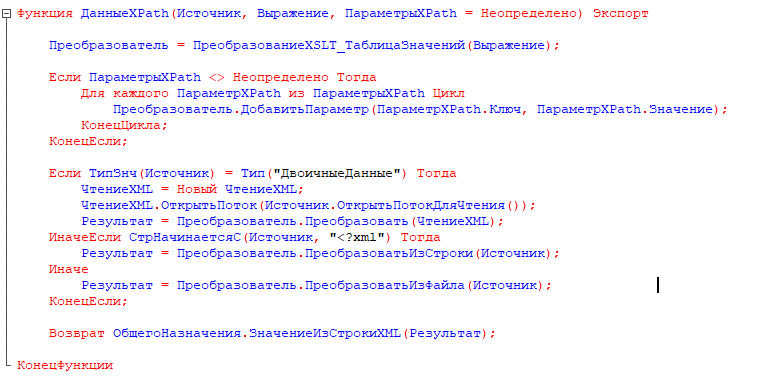 Функция ДанныеXPath(Источник, Выражение, ПараметрыXPath = Неопределено) Экспорт
Преобразователь = ПреобразованиеXSLT_ТаблицаЗначений(Выражение);
Если ПараметрыXPath <> Неопределено Тогда
Для каждого ПараметрXPath из ПараметрыXPath Цикл
Преобразователь.ДобавитьПараметр(ПараметрXPath.Ключ, ПараметрXPath.Значение);
КонецЦикла;
КонецЕсли;
Если ТипЗнч(Источник) = Тип("ДвоичныеДанные") Тогда
ЧтениеXML = Новый ЧтениеXML;
ЧтениеXML.ОткрытьПоток(Источник.ОткрытьПотокДляЧтения());
Результат = Преобразователь.Преобразовать(ЧтениеXML);
ИначеЕсли СтрНачинаетсяС(Источник, "<?xml") Тогда
Результат = Преобразователь.ПреобразоватьИзСтроки(Источник);
Иначе
Результат = Преобразователь.ПреобразоватьИзФайла(Источник);
КонецЕсли;
Возврат ОбщегоНазначения.ЗначениеИзСтрокиXML(Результат);
КонецФункции